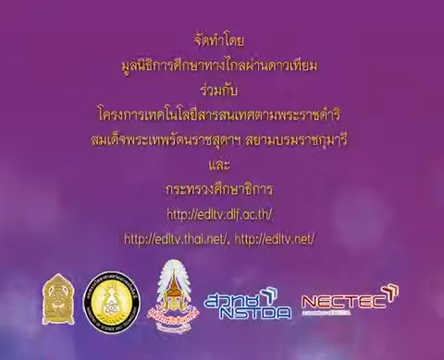 จัดทำโดย
มูลนิธิการศึกษาทางไกลผ่านดาวเทียม
ร่วมกับ
โครงการเทคโนโลยีสารสนเทศตามพระราชดำริ
สมเด็จพระเทพรัตนราชสุดาฯ สยามบรมราชกุมารี
และ
กระทรวงศึกษาธิการ
http://edltv.dlf.ac.th/
http://edltv.thai.net/, http://edltv.net/
สวทช
NSTDA
NECTEC